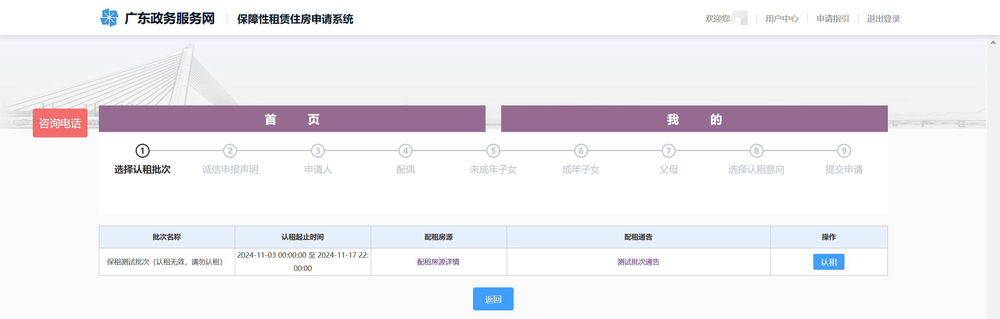 广东政务服务网
保障性租赁住房申请系统
欢迎您
用户中心
申请指引
退出登录
咨询电话
首 页
我 的
1
2
3
4
5
6
7
8
9
选择认租批次
诚信申报声明
申请人
配偶
未成年子女
成年子女
父母
选择认租意向
提交申请
批次名称
认租起止时间
配租房源
配租通告
操作
保租测试批次（认租无效，请勿认租）
2024-11-03 00:00:00 至 2024-11-17 22:
00:00
配租房源详情
测试批次通告
认租
返回